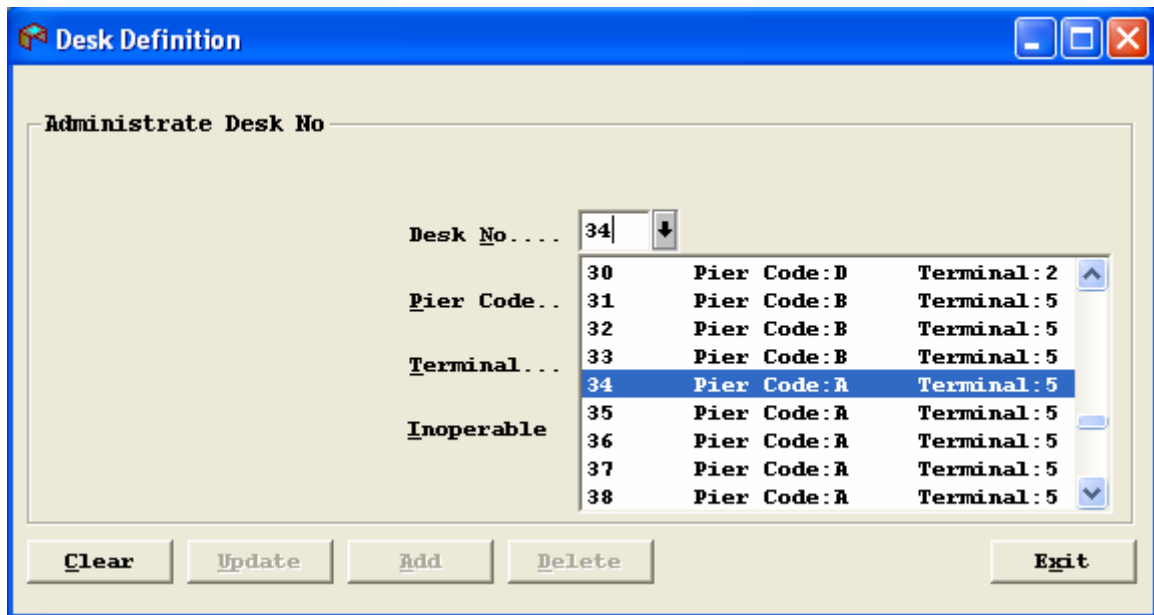 Desk Definition
Administrate Desk No
Desk No.... 34
30 Pier Code:D Terminal:2
Pier Code.. 31 Pier Code:B Terminal:5
32 Pier Code:B Terminal:5
Terminal... 33 Pier Code:B Terminal:5
34 Pier Code:A Terminal:5
35 Pier Code:A Terminal:5
Inoperable 36 Pier Code:A Terminal:5
37 Pier Code:A Terminal:5
38 Pier Code:A Terminal:5
Clear Update Add Delete Exit